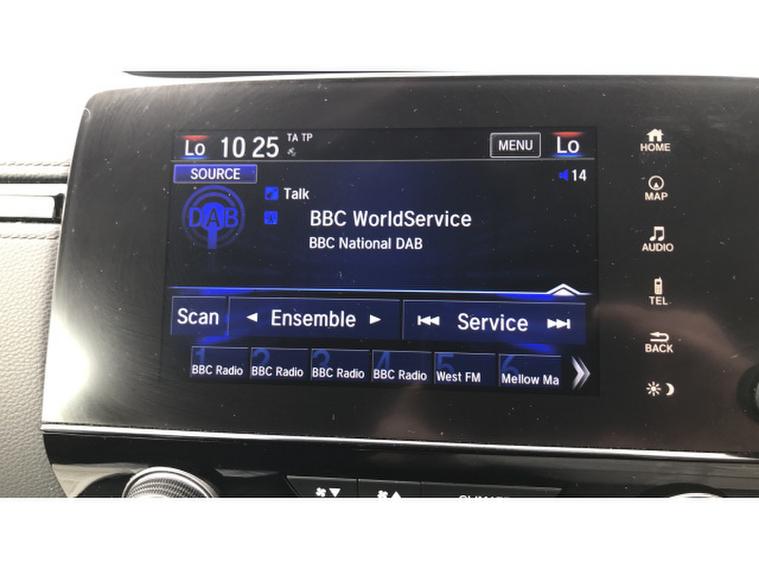 Lo 10 25 TA TP MENU Lo
HOME
SOURCE
14
DAB
Talk
MAP
BBC WorldService
BBC National DAB
AUDIO
TEL
Scan Ensemble Service
BACK
1 2 3 4 5 6
BBC Radio BBC Radio BBC Radio BBC Radio West FM Mellow Ma